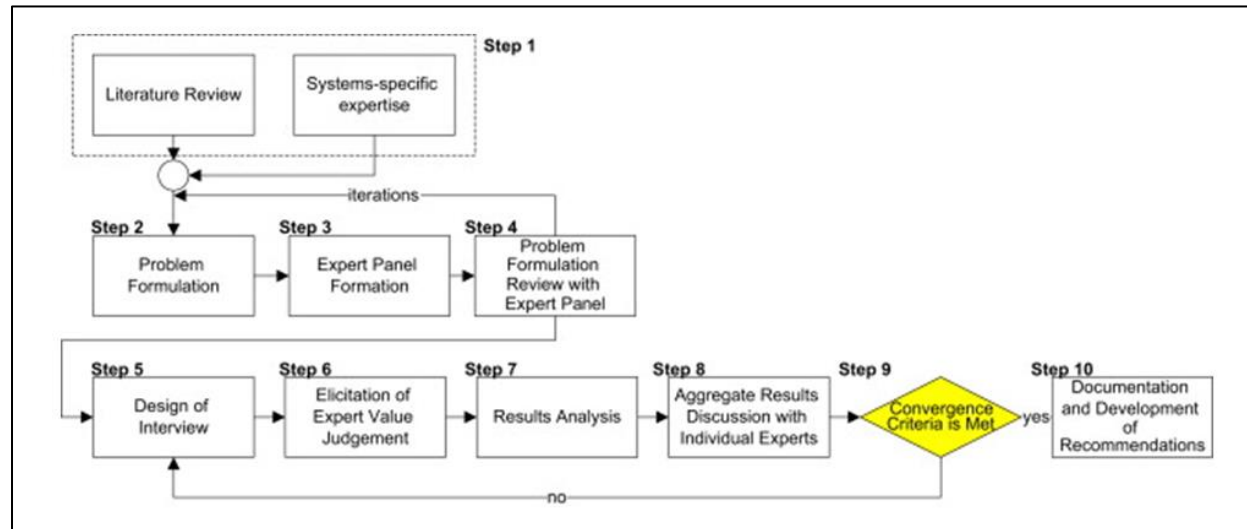 Step 1
Literature Review
Systems-specific
expertise
iterations
Step 2
Problem
Formulation
Step 3
Expert Panel
Formation
Step 4
Problem
Formulation
Review with
Expert Panel
Step 5
Design of
Interview
Step 6
Elicitation of
Expert Value
Judgement
Step 7
Results Analysis
Step 8
Aggregate Results
Discussion with
Individual Experts
Step 9
Convergence
Criteria is Met
yes
Step 10
Documentation
and Development
of
Recommendations
no